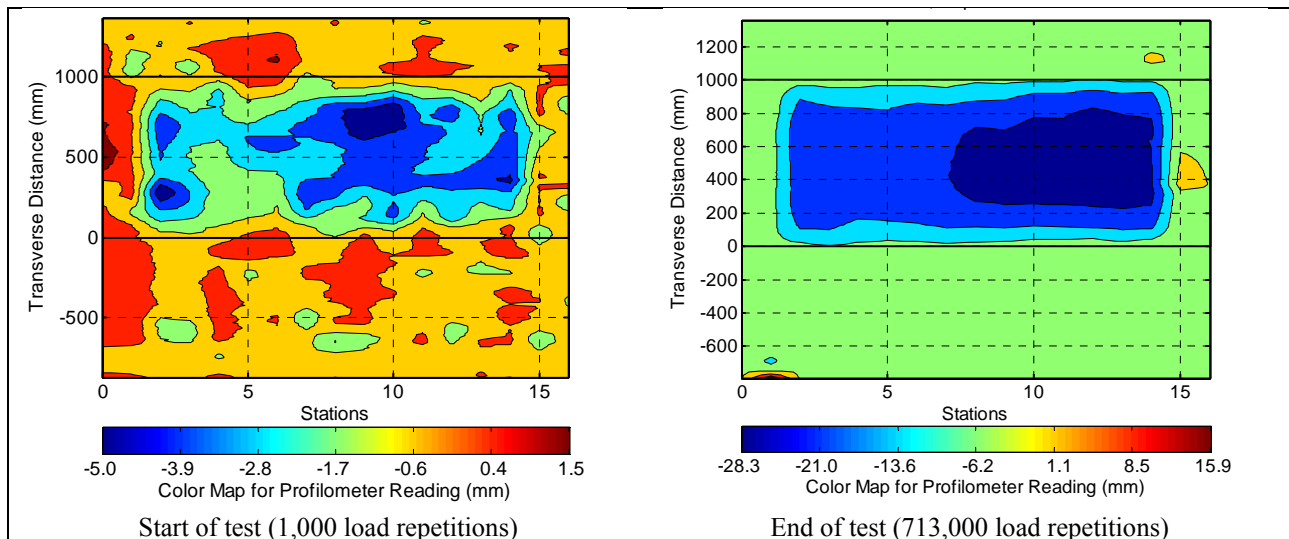 Transverse Distance (mm)
1000
500
0
-500
0 5 10 15
Stations
-5.0 -3.9 -2.8 -1.7 -0.6 0.4 1.5
Color Map for Profilometer Reading (mm)
Start of test (1,000 load repetitions)
Transverse Distance (mm)
1200
1000
800
600
400
200
0
-200
-400
-600
0 5 10 15
Stations
-28.3 -21.0 -13.6 -6.2 1.1 8.5 15.9
Color Map for Profilometer Reading (mm)
End of test (713,000 load repetitions)